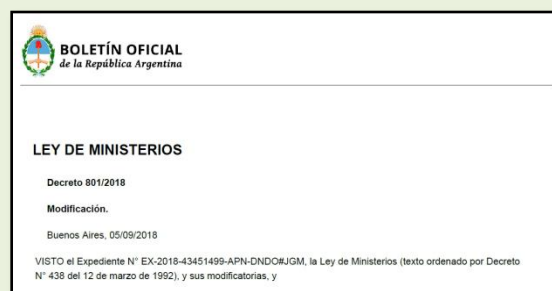 BOLETÍN OFICIAL
de la República Argentina
LEY DE MINISTERIOS
Decreto 801/2018
Modificación.
Buenos Aires, 05/09/2018
VISTO el Expediente N° EX-2018-43451499-APN-DNDO#JGM, la Ley de Ministerios (texto ordenado por Decreto
N° 438 del 12 de marzo de 1992), y sus modificatorias, y